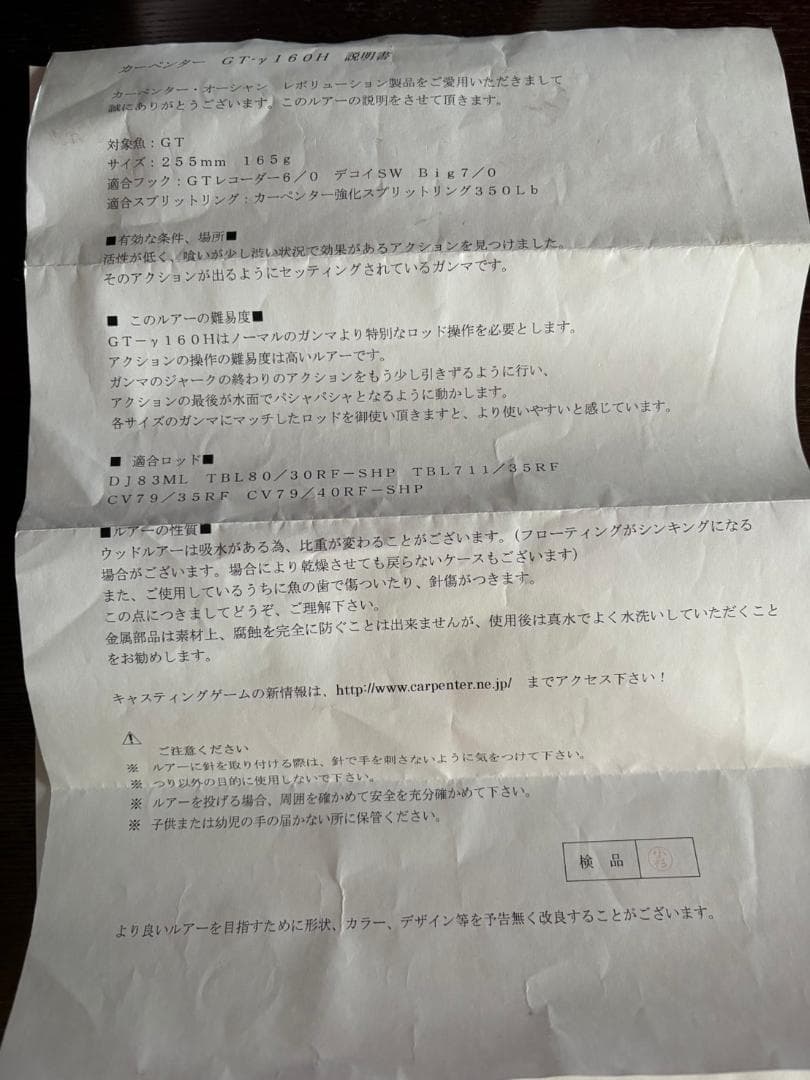 カーペンター　ＧＴ-γ１６０Ｈ　説明書
カーペンター・オーシャン　レボリューション製品をご愛用いただきまして
誠にありがとうございます。このルアーの説明をさせて頂きます。
対象魚：ＧＴ
サイズ：２５５ｍｍ　１６５ｇ
適合フック：ＧＴレコーダー６／０　デコイＳＷ　Ｂｉｇ７／０
適合スプリットリング：カーペンター強化スプリットリング３５０Ｌｂ
■有効な条件、場所■
活性が低く、喰いが少し渋い状況で効果があるアクションを見つけました。
そのアクションが出るようにセッティングされているガンマです。
■　このルアーの難易度■
ＧＴ－γ１６０Ｈはノーマルのガンマより特別なロッド操作を必要とします。
アクションの操作の難易度は高いルアーです。
ガンマのジャークの終わりのアクションをもう少し引きずるように行い、
アクションの最後が水面でパシャパシャとなるように動かします。
各サイズのガンマにマッチしたロッドを御使い頂きますと、より使いやすいと感じています。
■　適合ロッド■
ＤＪ８３ＭＬ　ＴＢＬ８０／３０ＲＦ－ＳＨＰ　ＴＢＬ７１１／３５ＲＦ
ＣＶ７９／３５ＲＦ　ＣＶ７９／４０ＲＦ－ＳＨＰ
■ルアーの性質■
ウッドルアーは吸水がある為、比重が変わることがございます。(フローティングがシンキングになる
場合がございます。場合により乾燥させても戻らないケースもございます)
また、ご使用しているうちに魚の歯で傷ついたり、針傷がつきます。
この点につきましてどうぞ、ご理解下さい。
金属部品は素材上、腐蝕を完全に防ぐことは出来ませんが、使用後は真水でよく水洗いしていただくこと
をお勧めします。
キャスティングゲームの新情報は、http://www.carpenter.ne.jp/　までアクセス下さい！
⚠　ご注意ください
※　ルアーに針を取り付ける際は、針で手を刺さないように気をつけて下さい。
※　つり以外の目的に使用しないで下さい。
※　ルアーを投げる場合、周囲を確かめて安全を充分確かめて下さい。
※　子供または幼児の手の届かない所に保管ください。
検　品
より良いルアーを目指すために形状、カラー、デザイン等を予告無く改良することがございます。